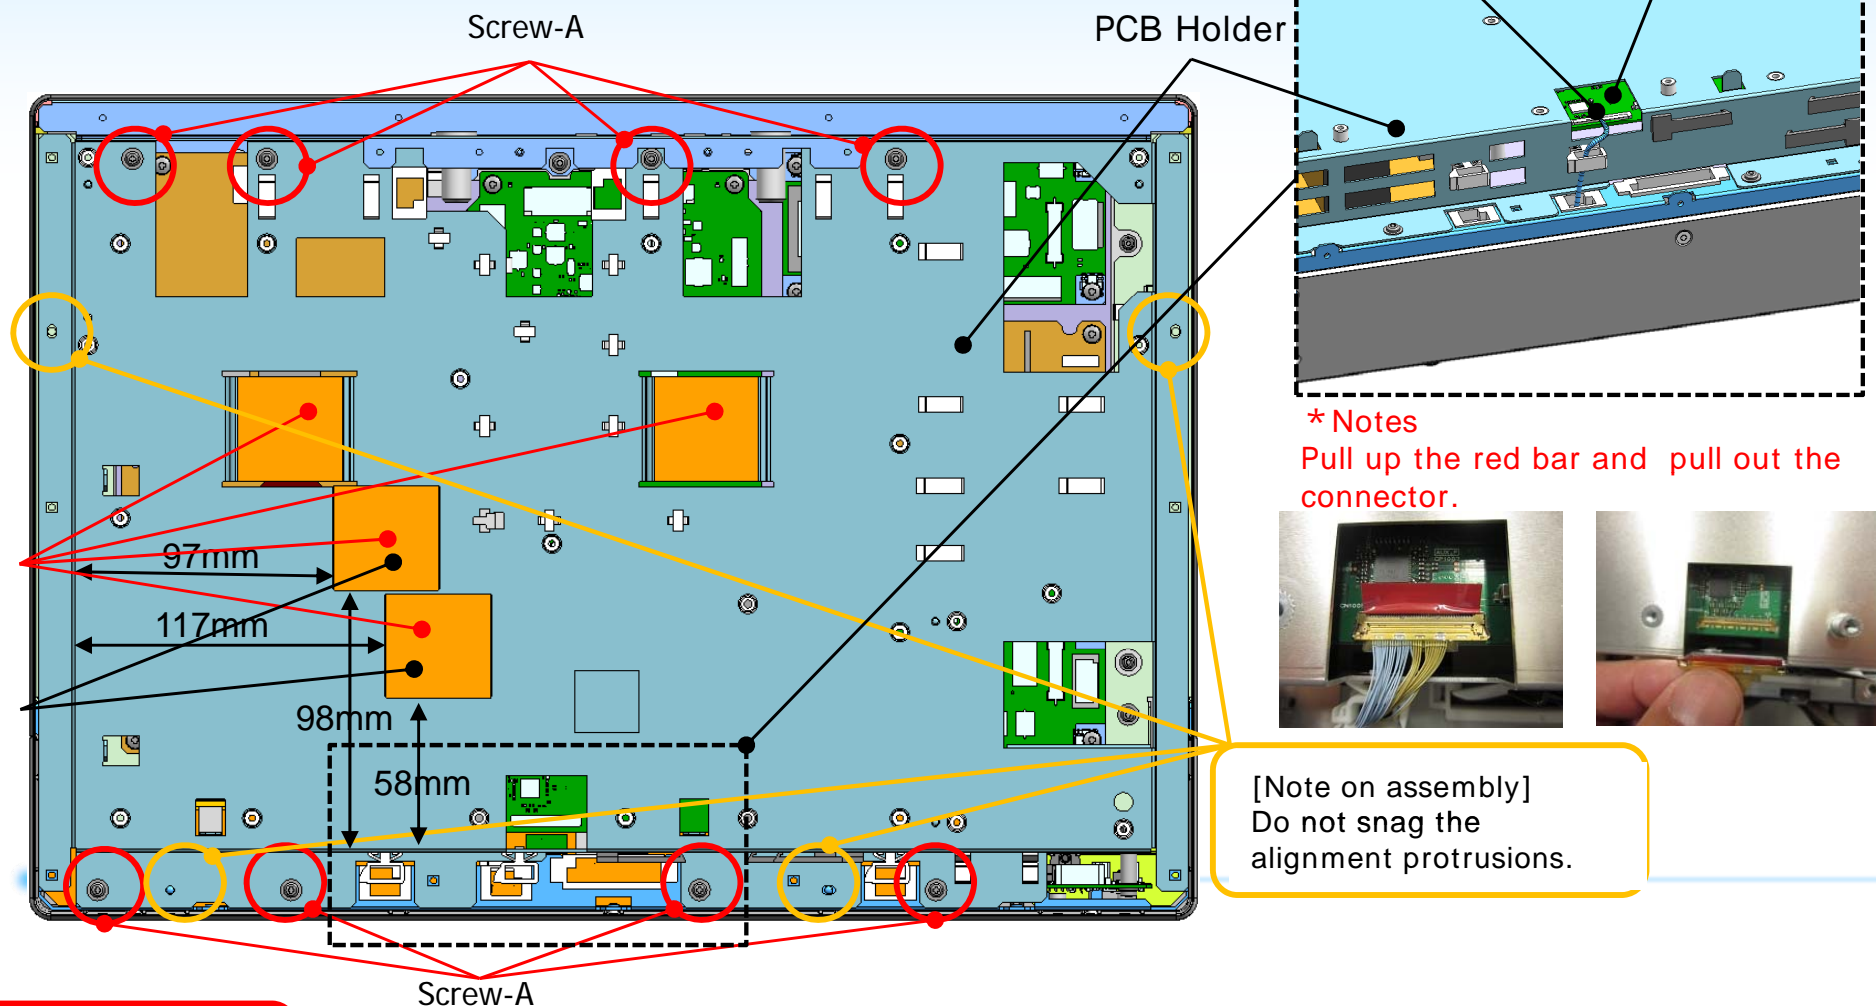 Screw-A
PCB Holder
* Notes
Pull up the red bar and pull out the
connector.
97mm
117mm
98mm
58mm
[Note on assembly]
Do not snag the
alignment protrusions.
Screw-A